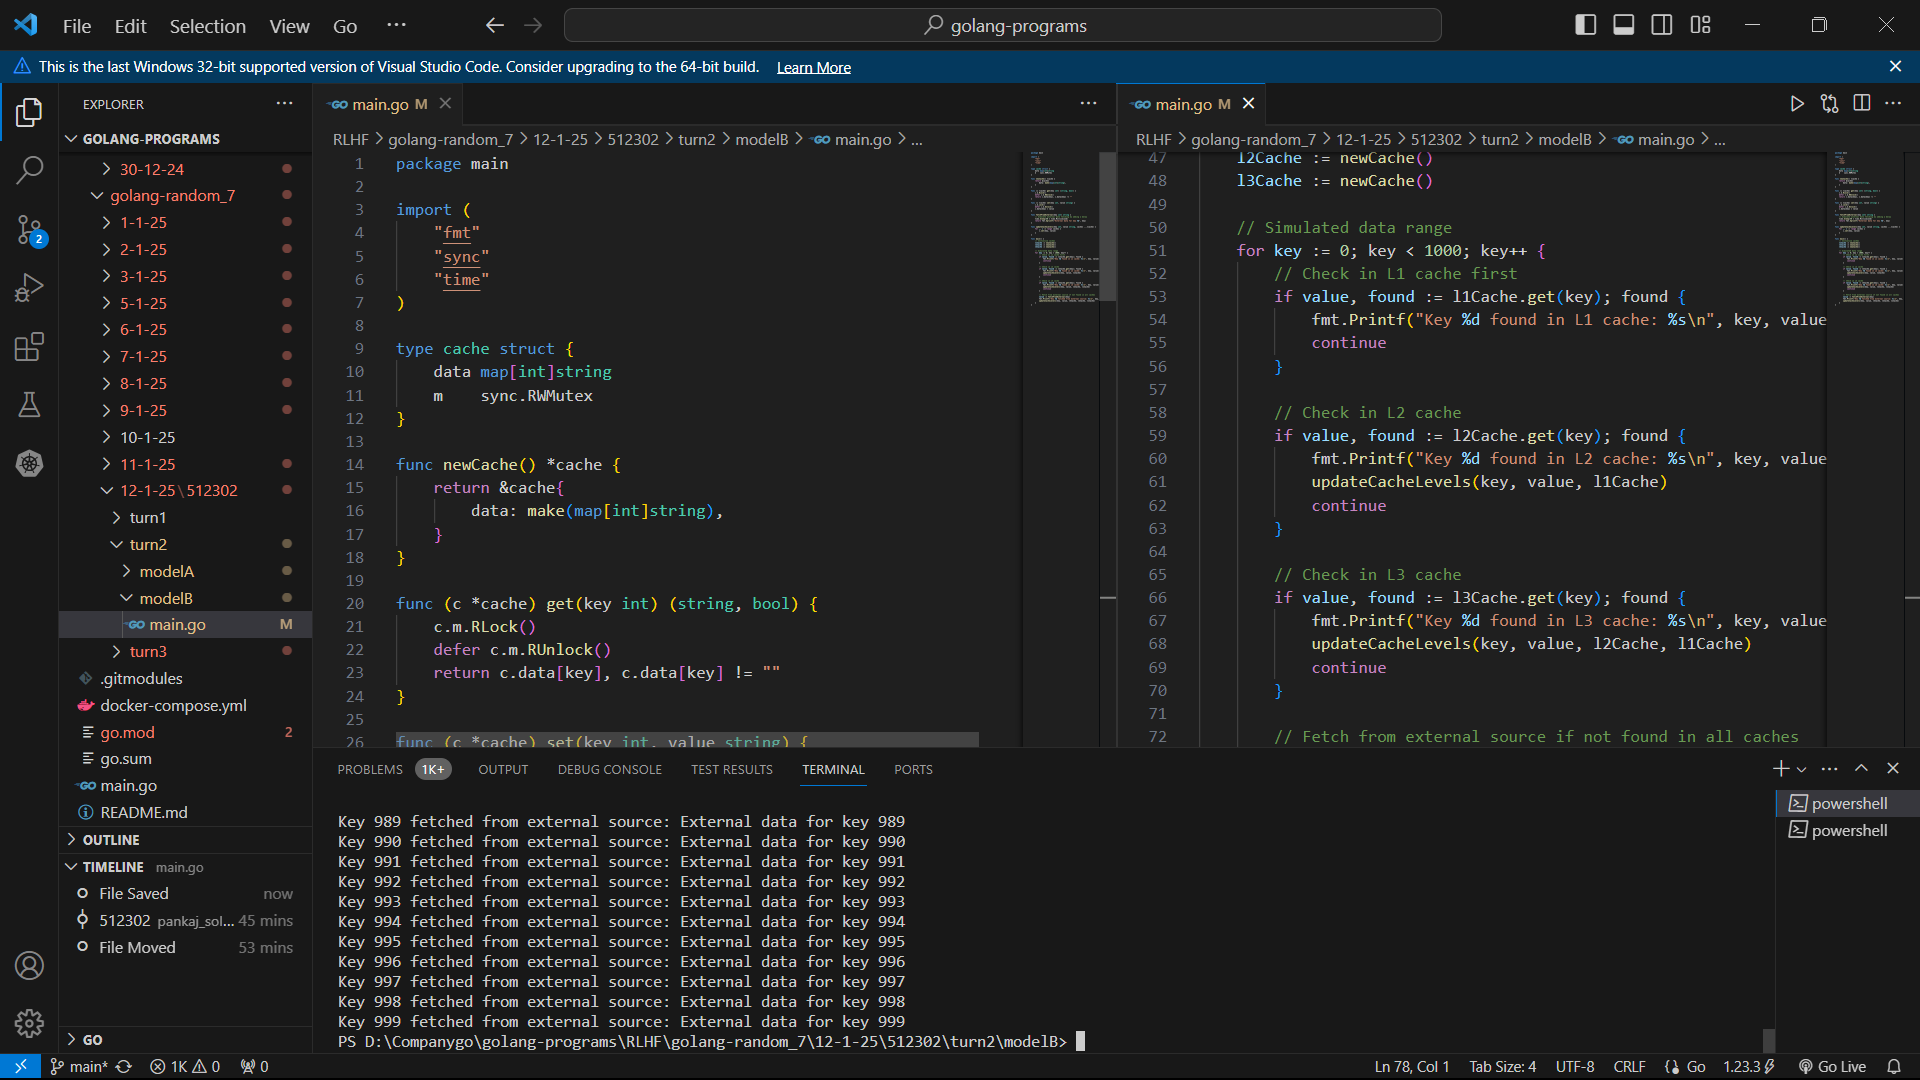 File Edit Selection View Go ···
golang-programs
This is the last Windows 32-bit supported version of Visual Studio Code. Consider upgrading to the 64-bit build. Learn More
EXPLORER
GOLANG-PROGRAMS
30-12-24
golang-random_7
1-1-25
2-1-25
3-1-25
5-1-25
6-1-25
7-1-25
8-1-25
9-1-25
10-1-25
11-1-25
12-1-25\512302
turn1
turn2
modelA
modelB
main.go M
turn3
.gitmodules
docker-compose.yml
go.mod 2
go.sum
main.go
README.md
OUTLINE
TIMELINE main.go
File Saved now
512302 pankaj_sol... 45 mins
File Moved 53 mins
GO
2
main.go M
RLHF > golang-random_7 > 12-1-25 > 512302 > turn2 > modelB > main.go > ...
1 package main
2
3 import (
4 "fmt"
5 "sync"
6 "time"
7 )
8
9 type cache struct {
10 data map[int]string
11 m    sync.RWMutex
12 }
13
14 func newCache() *cache {
15 return &cache{
16 data: make(map[int]string),
17 }
18 }
19
20 func (c *cache) get(key int) (string, bool) {
21 c.m.RLock()
22 defer c.m.RUnlock()
23 return c.data[key], c.data[key] != ""
24 }
25
26 func (c *cache) set(key int, value string) {
main.go M
RLHF > golang-random_7 > 12-1-25 > 512302 > turn2 > modelB > main.go > ...
47 l2Cache := newCache()
48 l3Cache := newCache()
49
50 // Simulated data range
51 for key := 0; key < 1000; key++ {
52 // Check in L1 cache first
53 if value, found := l1Cache.get(key); found {
54 fmt.Printf("Key %d found in L1 cache: %s\n", key, value
55 continue
56 }
57
58 // Check in L2 cache
59 if value, found := l2Cache.get(key); found {
60 fmt.Printf("Key %d found in L2 cache: %s\n", key, value
61 updateCacheLevels(key, value, l1Cache)
62 continue
63 }
64
65 // Check in L3 cache
66 if value, found := l3Cache.get(key); found {
67 fmt.Printf("Key %d found in L3 cache: %s\n", key, value
68 updateCacheLevels(key, value, l2Cache, l1Cache)
69 continue
70 }
71
72 // Fetch from external source if not found in all caches
PROBLEMS 1K+ OUTPUT DEBUG CONSOLE TEST RESULTS TERMINAL PORTS
Key 989 fetched from external source: External data for key 989
Key 990 fetched from external source: External data for key 990
Key 991 fetched from external source: External data for key 991
Key 992 fetched from external source: External data for key 992
Key 993 fetched from external source: External data for key 993
Key 994 fetched from external source: External data for key 994
Key 995 fetched from external source: External data for key 995
Key 996 fetched from external source: External data for key 996
Key 997 fetched from external source: External data for key 997
Key 998 fetched from external source: External data for key 998
Key 999 fetched from external source: External data for key 999
PS D:\Companygo\golang-programs\RLHF\golang-random_7\12-1-25\512302\turn2\modelB>
powershell
powershell
main* 1K 0 0
Ln 78, Col 1 Tab Size: 4 UTF-8 CRLF Go 1.23.3 Go Live